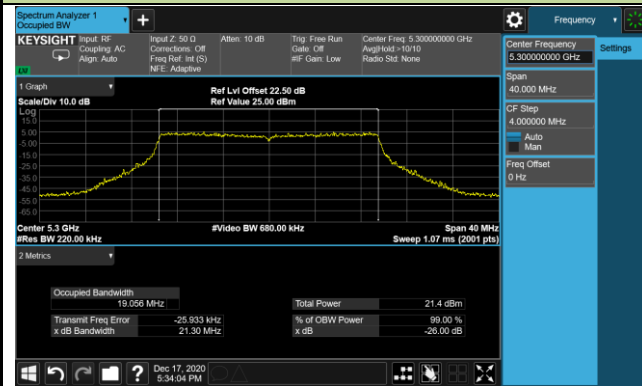 Spectrum Analyzer 1
Occupied BW
Frequency
KEYSIGHT
Input: RF
Coupling: AC
Align: Auto
Input Z: 50 Ω
Corrections: Off
Freq Ref: Int (S)
NFE: Adaptive
Atten: 10 dB
Trig: Free Run
Gate: Off
#IF Gain: Low
Center Freq: 5.300000000 GHz
Avg|Hold:>10/10
Radio Std: None
LXI
Center Frequency
5.300000000 GHz
Settings
Span
40.000 MHz
CF Step
4.000000 MHz
Auto
Man
Freq Offset
0 Hz
1 Graph
Scale/Div 10.0 dB
Ref Lvl Offset 22.50 dB
Ref Value 25.00 dBm
Log
15.0
5.00
-5.00
-15.0
-25.0
-35.0
-45.0
-55.0
-65.0
Center 5.3 GHz
#Video BW 680.00 kHz
Span 40 MHz
#Res BW 220.00 kHz
Sweep 1.07 ms (2001 pts)
2 Metrics
Occupied Bandwidth
19.056 MHz
Total Power 21.4 dBm
Transmit Freq Error -25.933 kHz
% of OBW Power 99.00 %
x dB Bandwidth 21.30 MHz
x dB -26.00 dB
?
Dec 17, 2020
5:34:04 PM